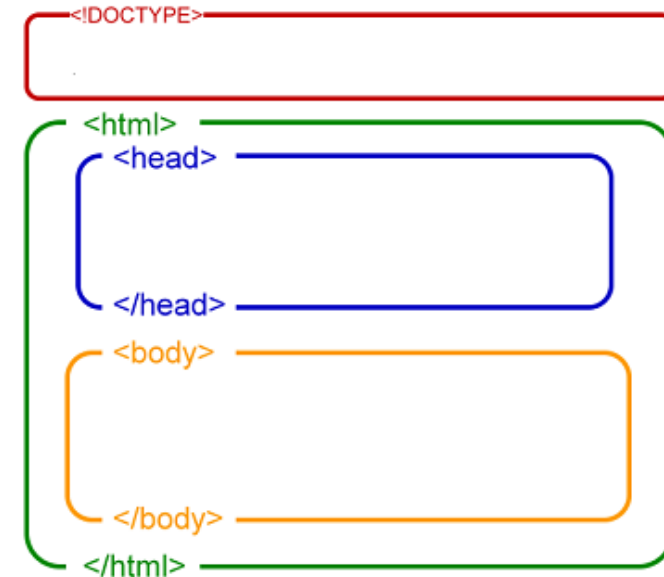 <!DOCTYPE>
<html>
<head>
</head>
<body>
</body>
</html>